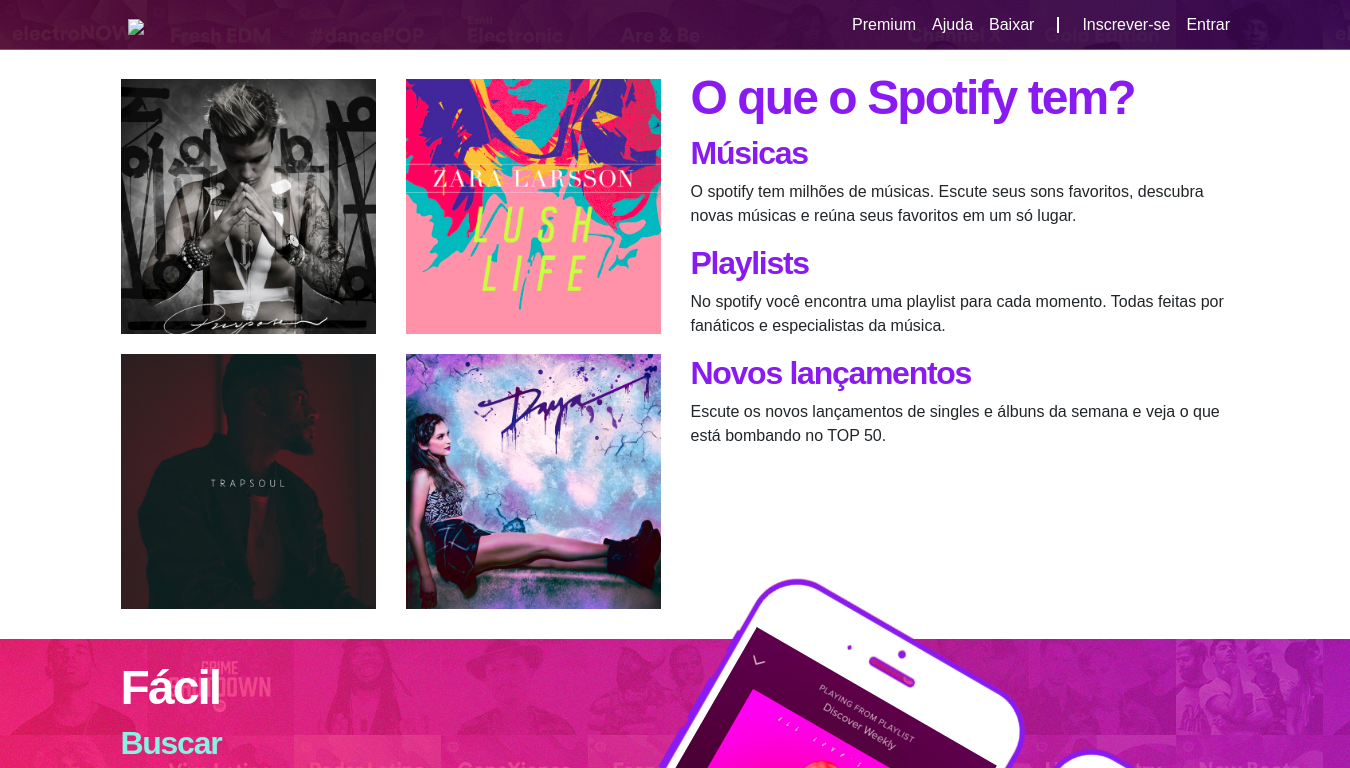 electroNOW
Fresh EDM
#dancePOP
Electronic
Are & Be
Premium Ajuda Baixar | Inscrever-se Entrar
O que o Spotify tem?
Músicas
O spotify tem milhões de músicas. Escute seus sons favoritos, descubra
novas músicas e reúna seus favoritos em um só lugar.
Playlists
No spotify você encontra uma playlist para cada momento. Todas feitas por
fanáticos e especialistas da música.
Novos lançamentos
Escute os novos lançamentos de singles e álbuns da semana e veja o que
está bombando no TOP 50.
Purpose
ZARA LARSSON
LUSH
LIFE
TRAPSOUL
Daya
Fácil
Buscar
PLAYING FROM PLAYLIST
Discover Weekly